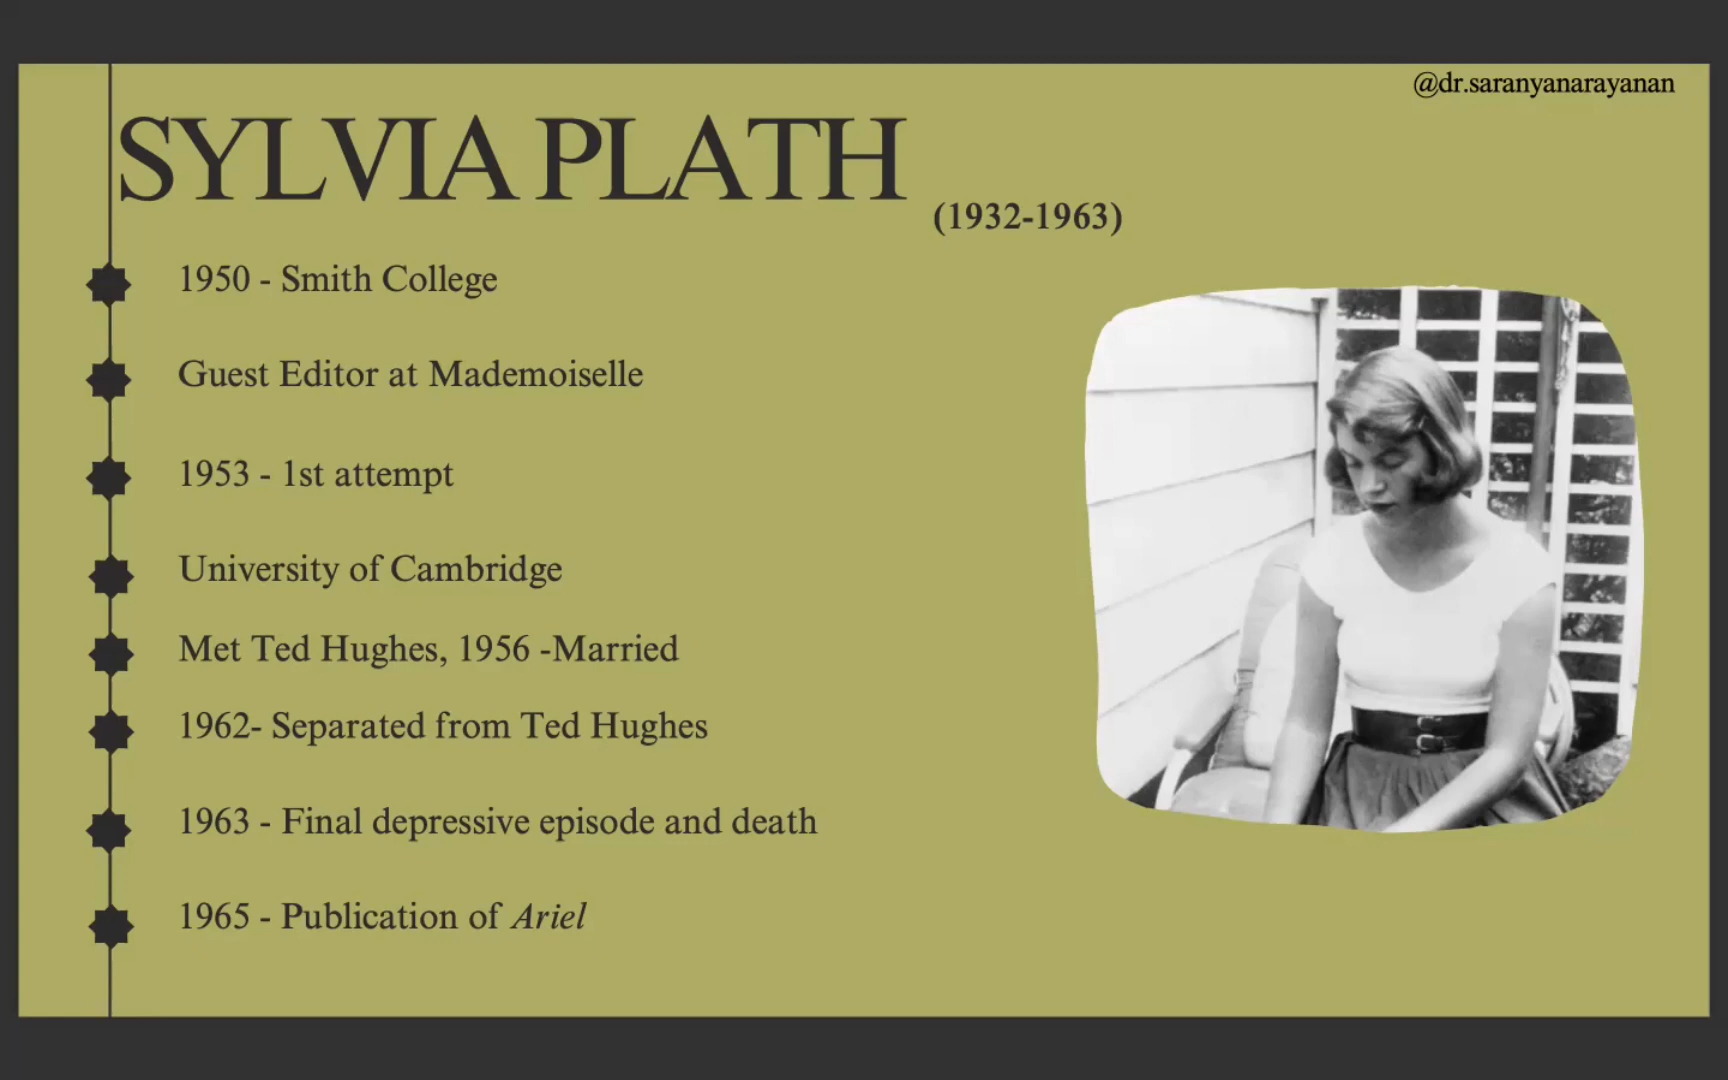 @dr.saranyanarayanan
SYLVIA PLATH
(1932-1963)
1950 - Smith College
Guest Editor at Mademoiselle
1953 - 1st attempt
University of Cambridge
Met Ted Hughes, 1956 -Married
1962- Separated from Ted Hughes
1963 - Final depressive episode and death
1965 - Publication of Ariel